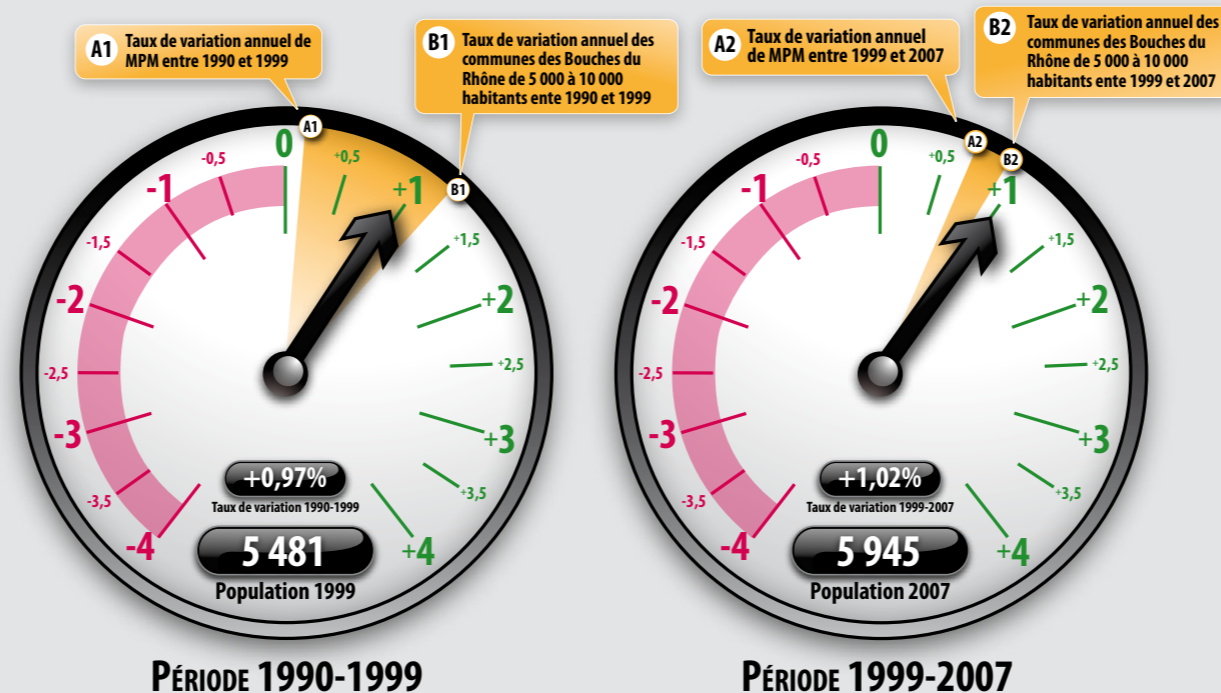 A1 Taux de variation annuel de
MPM entre 1990 et 1999
B1 Taux de variation annuel des
communes des Bouches du
Rhône de 5 000 à 10 000
habitants ente 1990 et 1999
A1
B1
0
-0,5
+0,5
-1
+1
-1,5
+1,5
-2
+2
-2,5
+2,5
-3
+3
-3,5
+3,5
-4
+4
+0,97%
Taux de variation 1990-1999
5 481
Population 1999
PÉRIODE 1990-1999
A2 Taux de variation annuel
de MPM entre 1999 et 2007
B2 Taux de variation annuel des
communes des Bouches du
Rhône de 5 000 à 10 000
habitants ente 1999 et 2007
A2
B2
0
-0,5
+0,5
-1
+1
-1,5
+1,5
-2
+2
-2,5
+2,5
-3
+3
-3,5
+3,5
-4
+4
+1,02%
Taux de variation 1999-2007
5 945
Population 2007
PÉRIODE 1999-2007